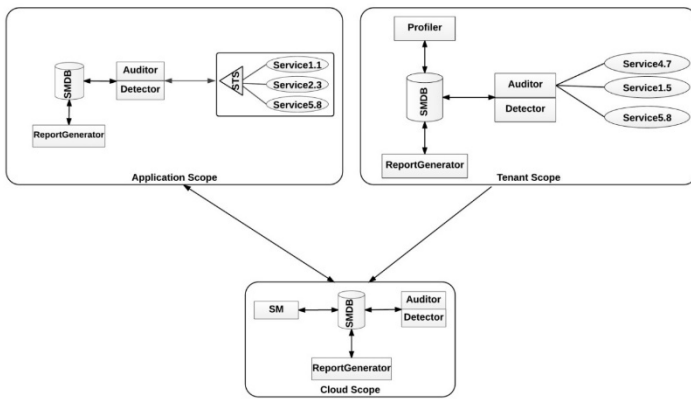 SMDB
Auditor
Detector
STS
Service1.1
Service2.3
Service5.8
ReportGenerator
Application Scope
Profiler
SMDB
Auditor
Detector
Service4.7
Service1.5
Service5.8
ReportGenerator
Tenant Scope
SM
SMDB
Auditor
Detector
ReportGenerator
Cloud Scope